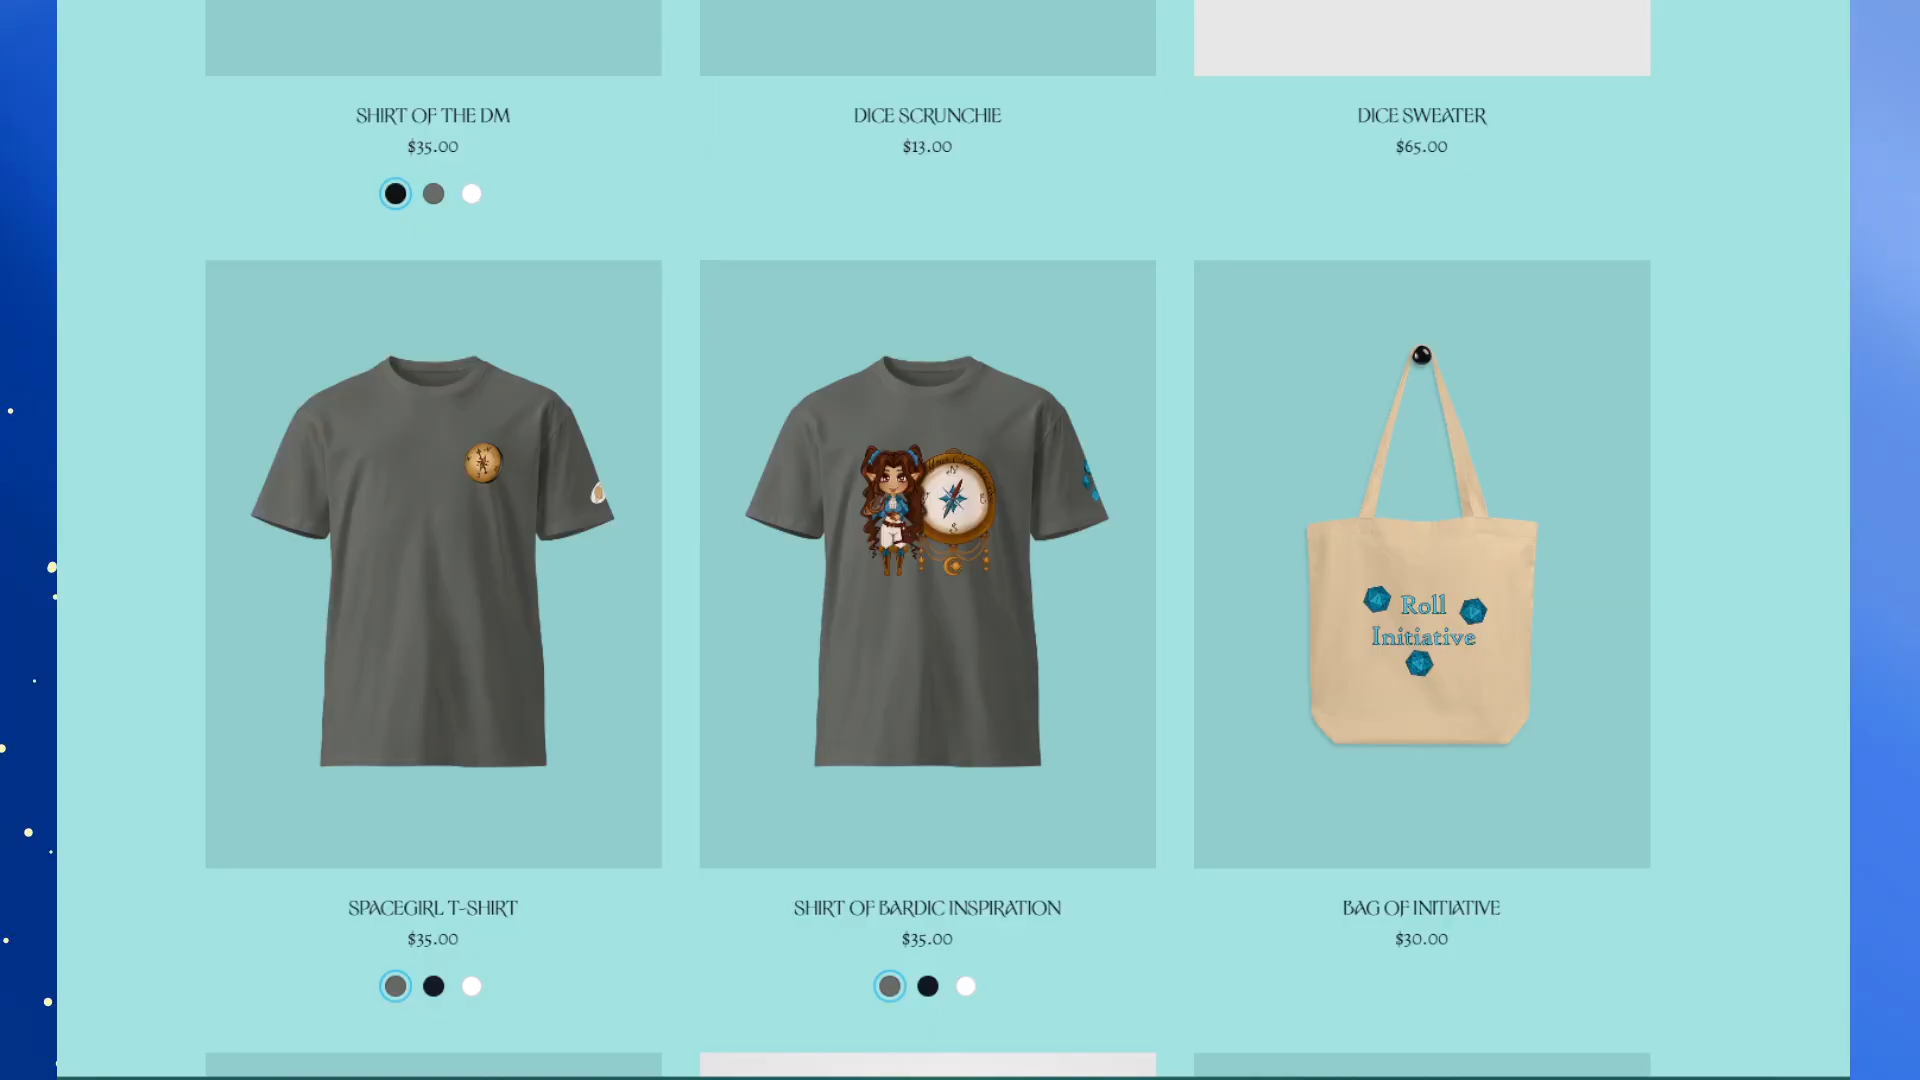 SHIRT OF THE DM
$35.00
DICE SCRUNCHIE
$13.00
DICE SWEATER
$65.00
Roll
Initiative
SPACEGIRL T-SHIRT
$35.00
SHIRT OF BARDIC INSPIRATION
$35.00
BAG OF INITIATIVE
$30.00